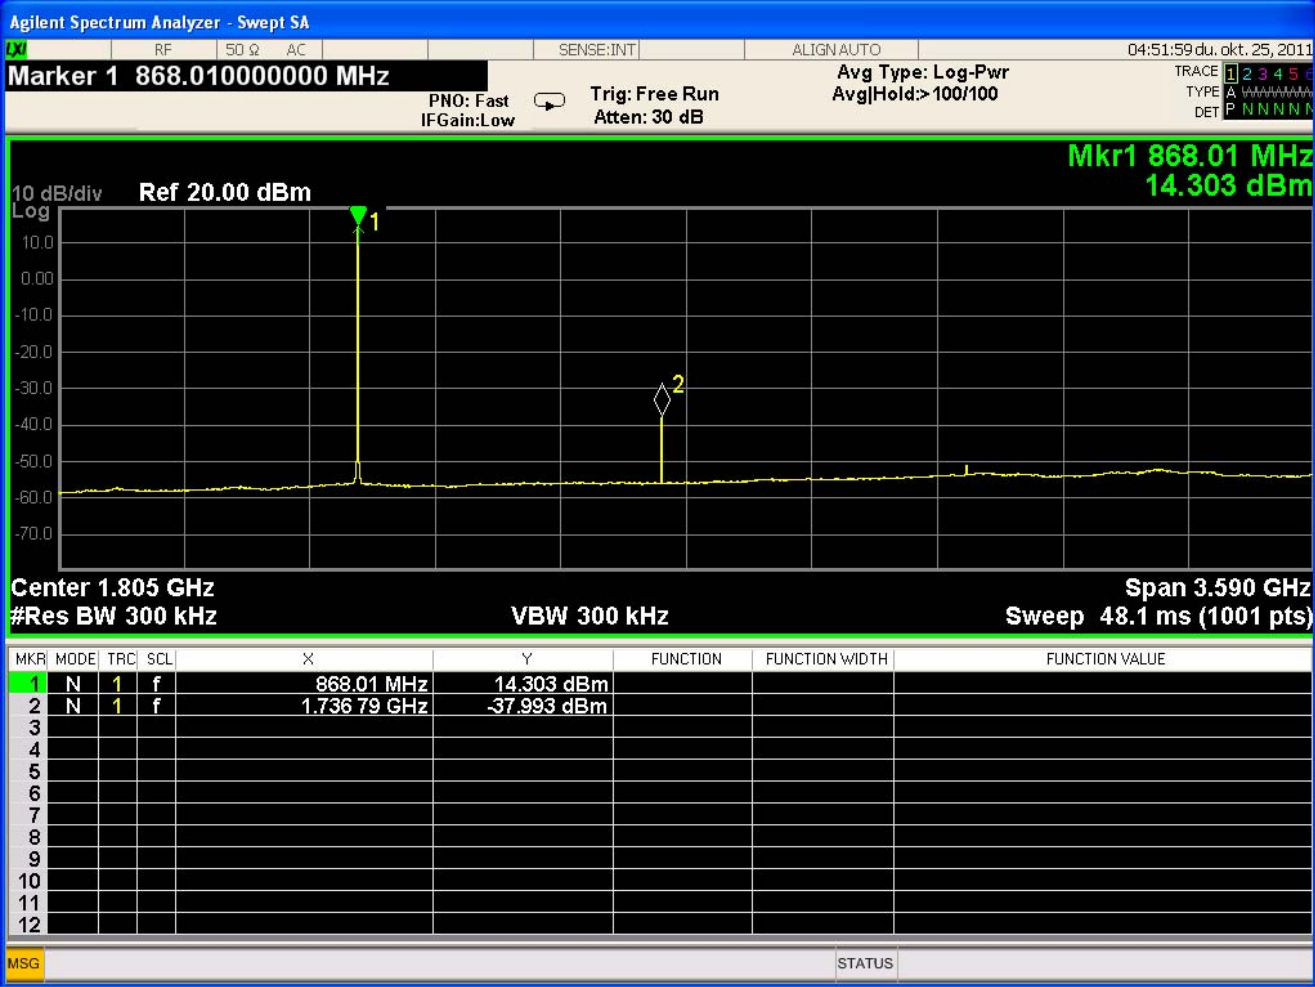 Agilent Spectrum Analyzer - Swept SA
LXI RF 50 Ω AC SENSE:INT ALIGN AUTO 04:51:59 du. okt. 25, 2011
Marker 1 868.010000000 MHz
PNO: Fast
IFGain:Low
Trig: Free Run
Atten: 30 dB
Avg Type: Log-Pwr
Avg|Hold:> 100/100
TRACE 1 2 3 4 5 6
TYPE A
DET P N N N N N
Mkr1 868.01 MHz
14.303 dBm
10 dB/div Ref 20.00 dBm
Log
1
10.0
0.00
-10.0
-20.0
-30.0
2
-40.0
-50.0
-60.0
-70.0
Center 1.805 GHz Span 3.590 GHz
#Res BW 300 kHz VBW 300 kHz Sweep 48.1 ms (1001 pts)
MKR MODE TRC SCL X Y FUNCTION FUNCTION WIDTH FUNCTION VALUE
1 N 1 f 868.01 MHz 14.303 dBm
2 N 1 f 1.736 79 GHz -37.993 dBm
3
4
5
6
7
8
9
10
11
12
MSG STATUS